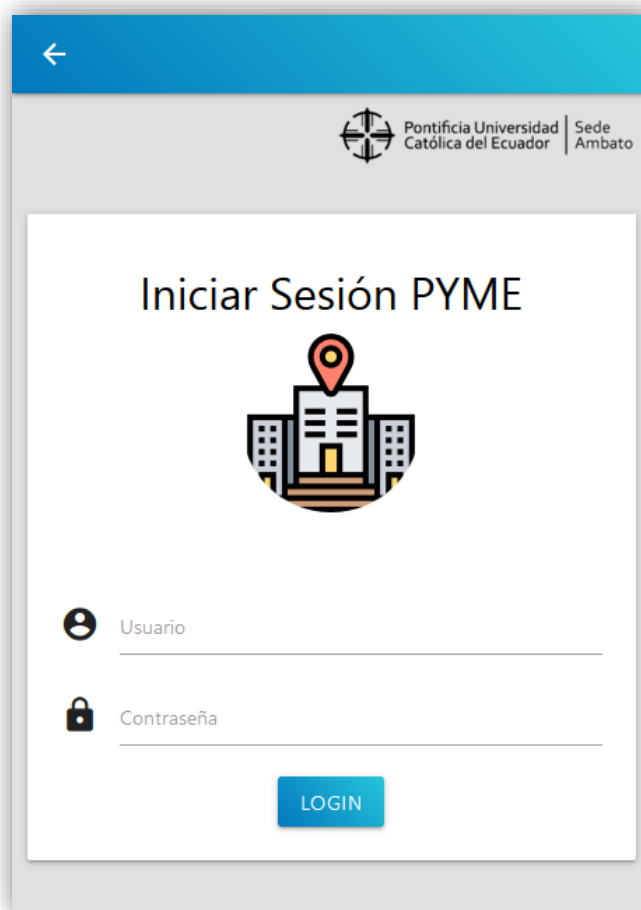 Pontificia Universidad Sede
Católica del Ecuador Ambato
Iniciar Sesión PYME
Usuario
Contraseña
LOGIN